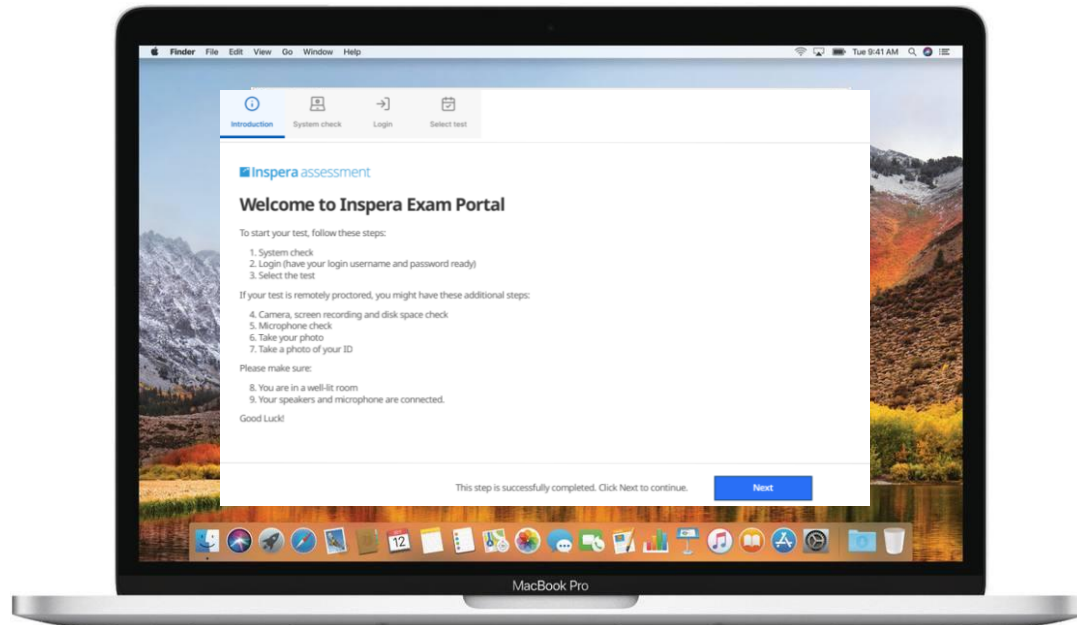 Finder File Edit View Go Window Help Tue 9:41 AM
Introduction System check Login Select test
Inspera assessment
Welcome to Inspera Exam Portal
To start your test, follow these steps:
1. System check
2. Login (have your login username and password ready)
3. Select the test
If your test is remotely proctored, you might have these additional steps:
4. Camera, screen recording and disk space check
5. Microphone check
6. Take your photo
7. Take a photo of your ID
Please make sure:
8. You are in a well-lit room
9. Your speakers and microphone are connected.
Good Luck!
This step is successfully completed. Click Next to continue. Next
12
MacBook Pro